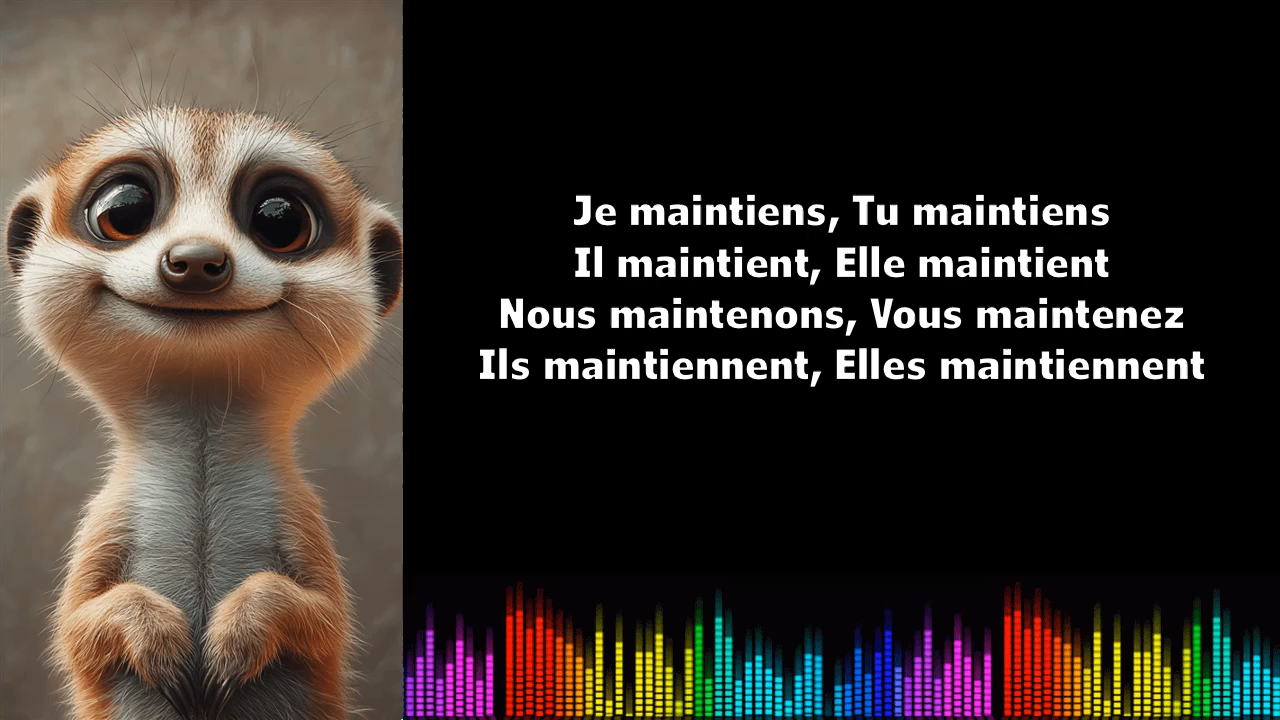 Je maintiens, Tu maintiens
Il maintient, Elle maintient
Nous maintenons, Vous maintenez
Ils maintiennent, Elles maintiennent